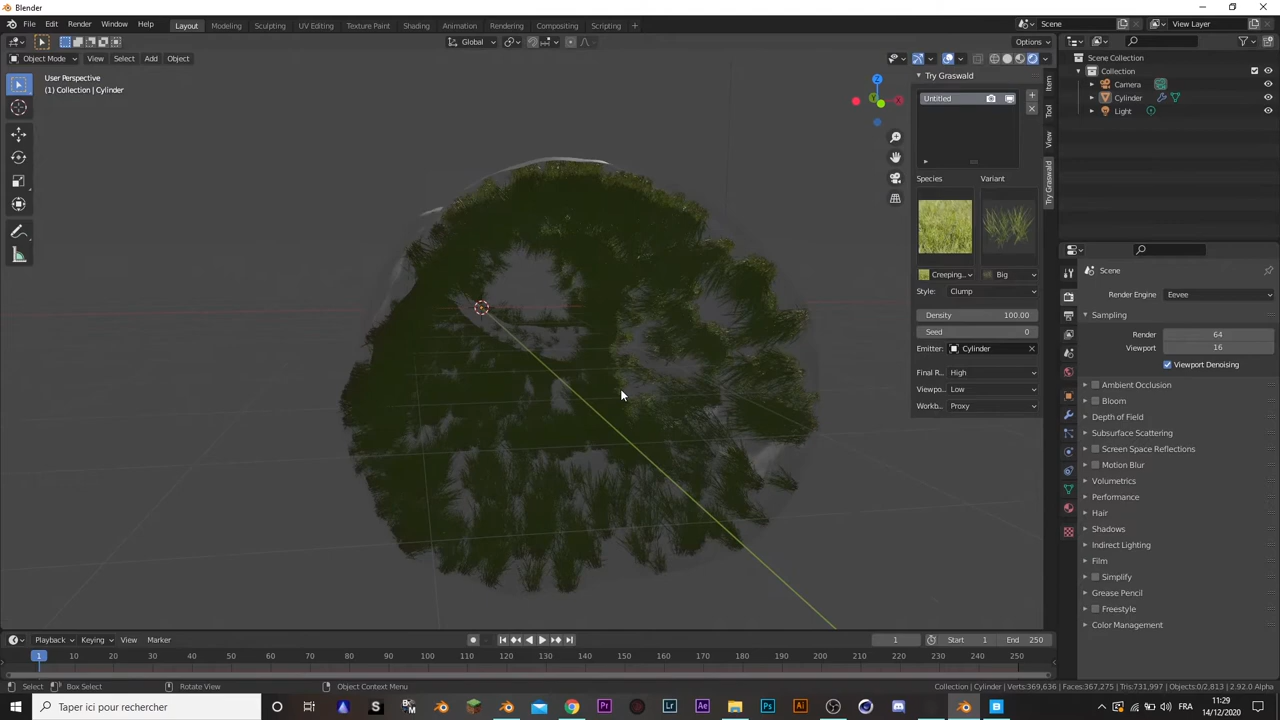 Blender
File Edit Render Window Help Layout Modeling Sculpting UV Editing Texture Paint Shading Animation Rendering Compositing Scripting + Scene View Layer
Global Options
Object Mode View Select Add Object
User Perspective
(1) Collection | Cylinder
Try Graswald
Untitled
Species Variant
Creeping... Big
Style: Clump
Density 100.00
Seed 0
Emitter: Cylinder
Final R... High
Viewpo... Low
Workb... Proxy
Item
Tool
View
Try Graswald
Scene Collection
Collection
Camera
Cylinder
Light
Scene
Render Engine Eevee
Sampling
Render 64
Viewport 16
Viewport Denoising
Ambient Occlusion
Bloom
Depth of Field
Subsurface Scattering
Screen Space Reflections
Motion Blur
Volumetrics
Performance
Hair
Shadows
Indirect Lighting
Film
Simplify
Grease Pencil
Freestyle
Color Management
Playback Keying View Marker 1 Start 1 End 250
1 10 20 30 40 50 60 70 80 90 100 110 120 130 140 150 160 170 180 190 200 210 220 230 240 250
Select Box Select Rotate View Object Context Menu Collection | Cylinder | Verts:369,636 | Faces:367,275 | Tris:731,997 | Objects:0/2,813 | 2.92.0 Alpha
Taper ici pour rechercher
11:29
14/12/2020